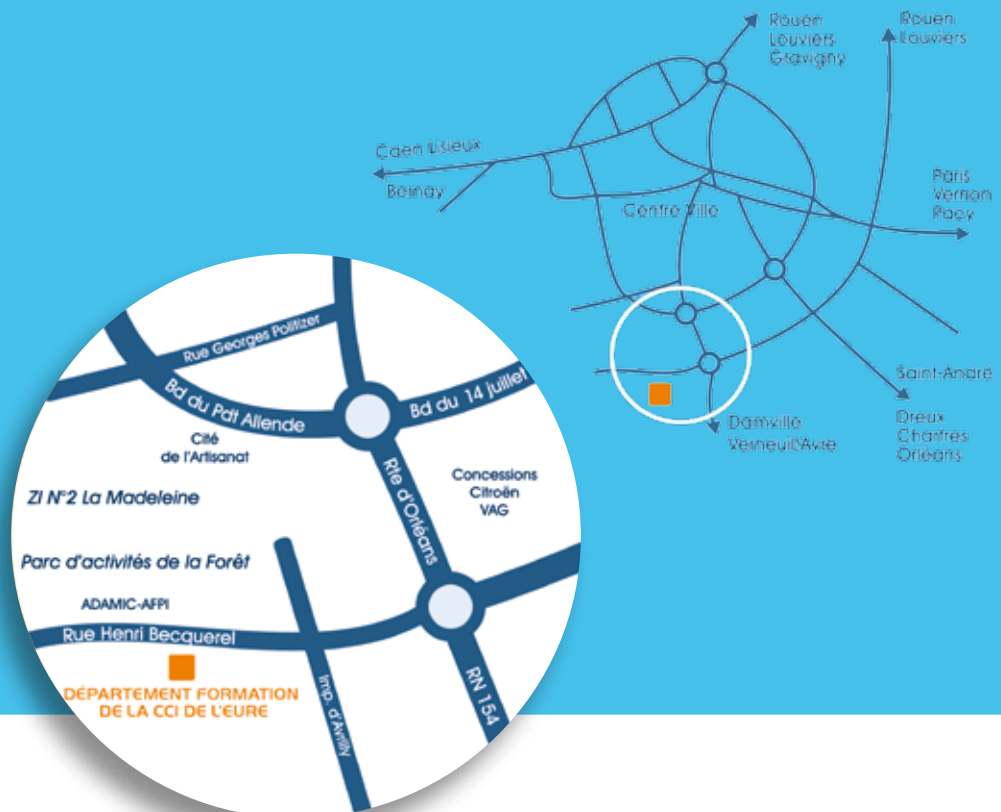 Rouen
Louviers
Gravigny
Rouen
Louviers
Caen Lisieux
Bernay
Paris
Vernon
Pacy
Centre Ville
Saint-André
Dreux
Chartres
Orléans
Damville
Verneuil/Avre
Rue Georges Politizer
Bd du Pdt Allende
Bd du 14 juillet
Cité
de l'Artisanat
Rte d'Orléans
Concessions
Citroën
VAG
ZI N°2 La Madeleine
Parc d'activités de la Forêt
ADAMIC-AFPI
Rue Henri Becquerel
DÉPARTEMENT FORMATION
DE LA CCI DE L'EURE
Imp. d'Avrilly
RN 154